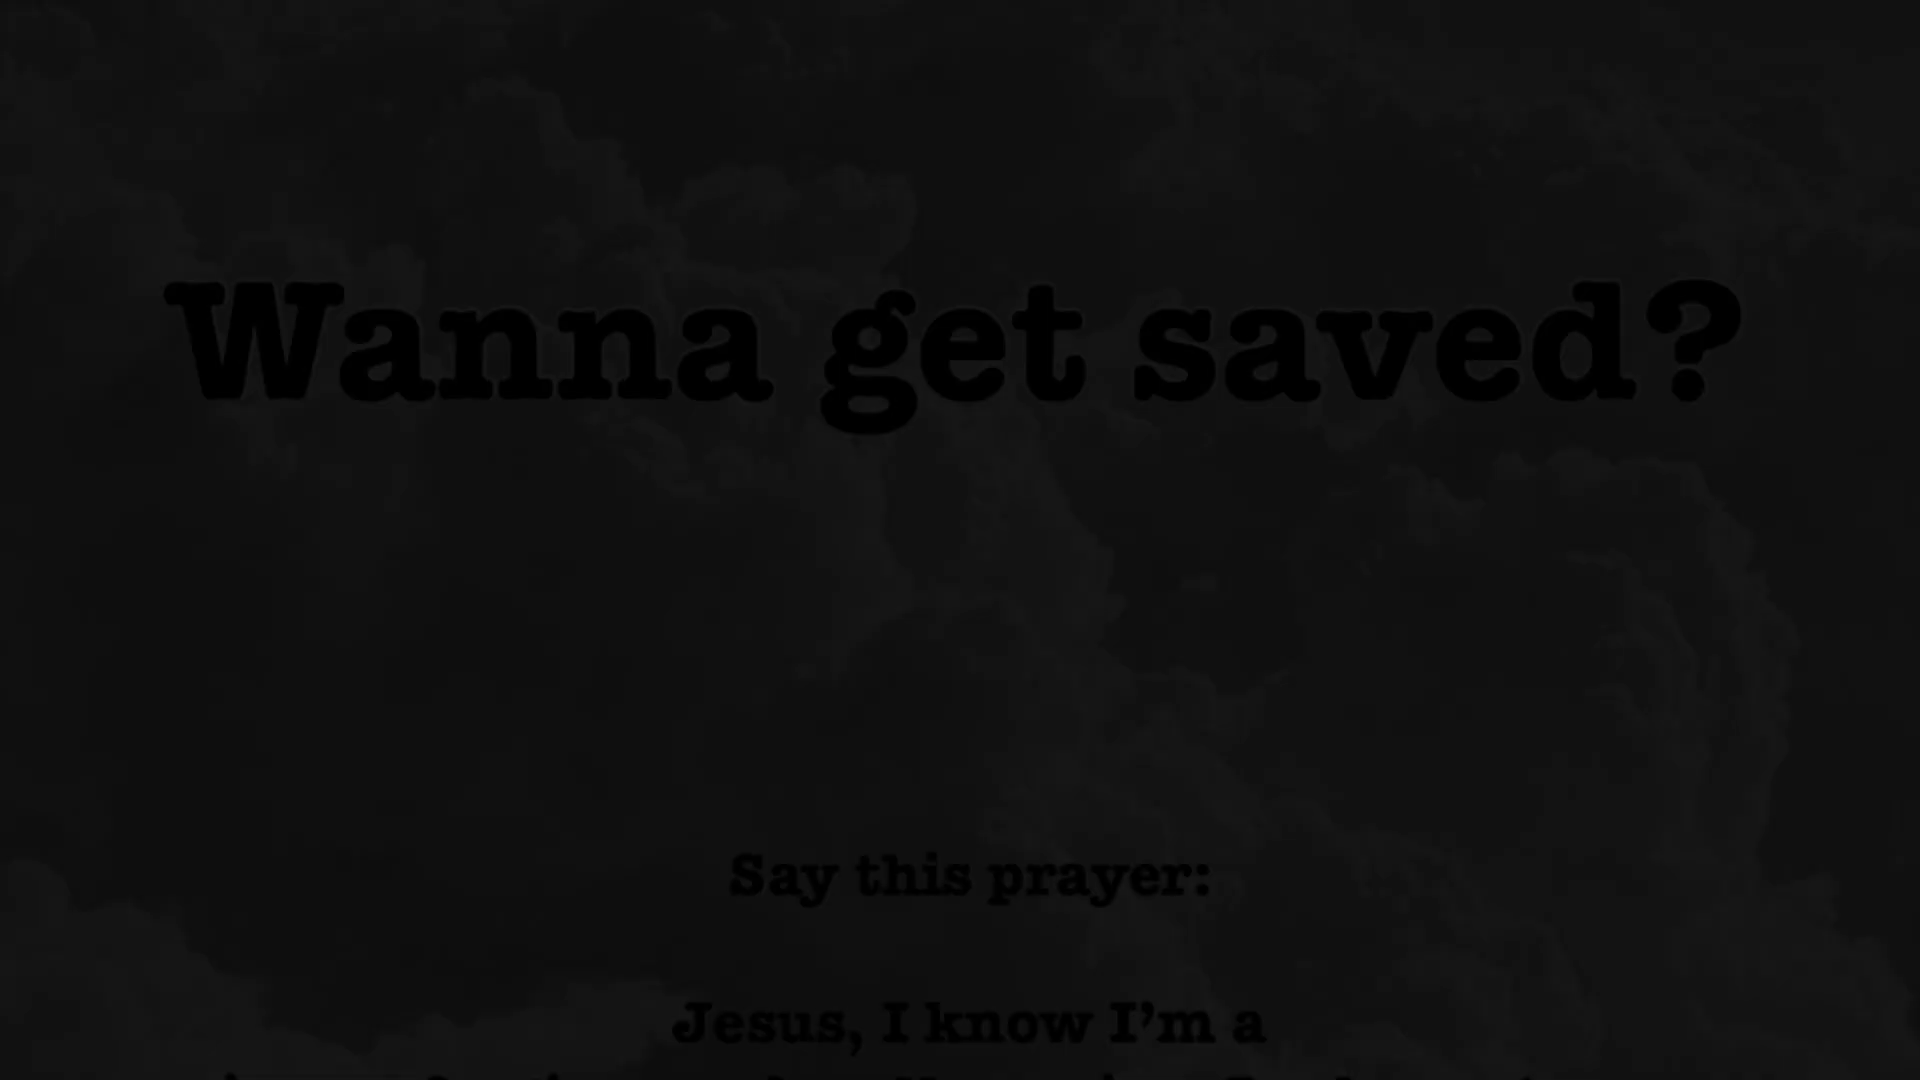 Wanna get saved?
Say this prayer:
Jesus, I know I'm a